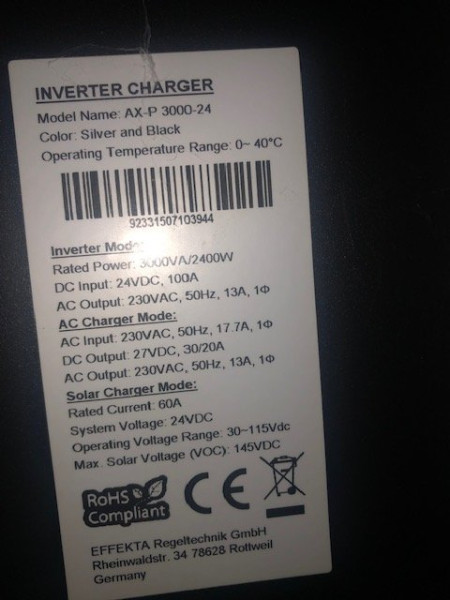 INVERTER CHARGER
Model Name: AX-P 3000-24
Color: Silver and Black
Operating Temperature Range: 0~ 40°C
92331507103944
Inverter Mode:
Rated Power: 3000VA/2400W
DC Input: 24VDC, 100A
AC Output: 230VAC, 50Hz, 13A, 1Φ
AC Charger Mode:
AC Input: 230VAC, 50Hz, 17.7A, 1Φ
DC Output: 27VDC, 30/20A
AC Output: 230VAC, 50Hz, 13A, 1Φ
Solar Charger Mode:
Rated Current: 60A
System Voltage: 24VDC
Operating Voltage Range: 30~115Vdc
Max. Solar Voltage (VOC): 145VDC
RoHS
Compliant
CE
EFFEKTA Regeltechnik GmbH
Rheinwaldstr. 34 78628 Rottweil
Germany